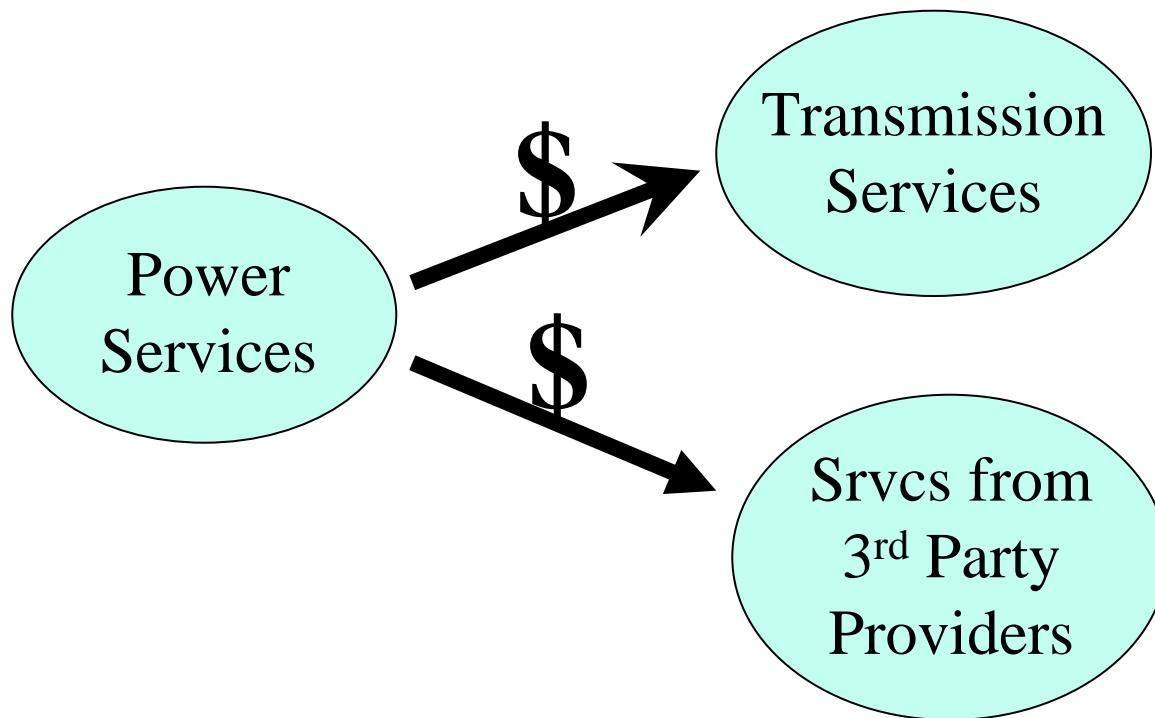 Power
Services
$
Transmission
Services
$
Srvcs from
3rd Party
Providers